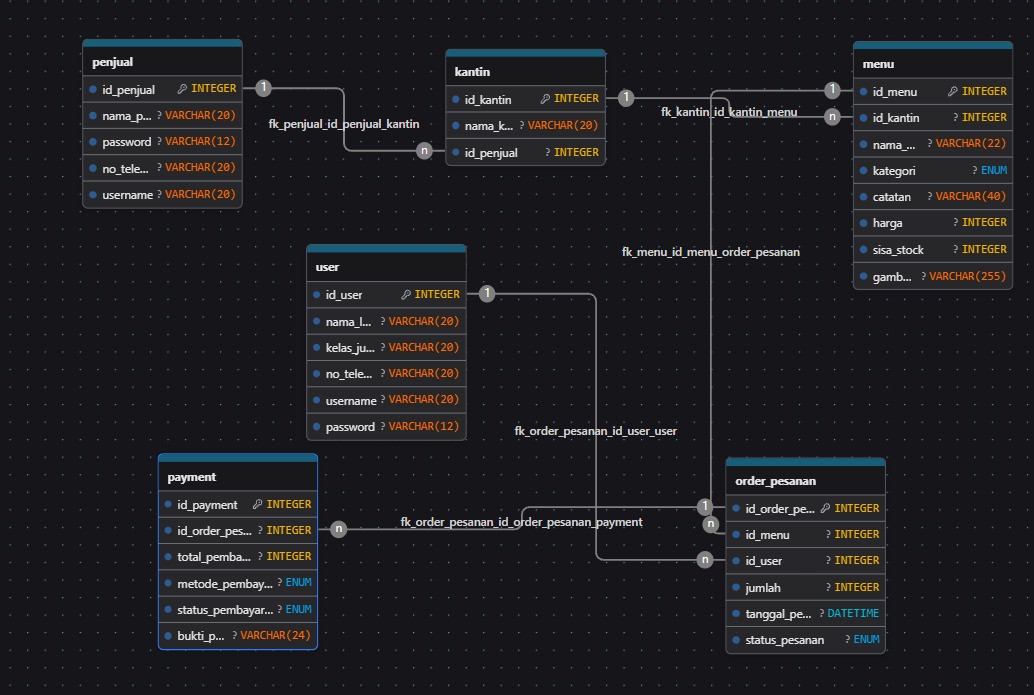 penjual
id_penjual INTEGER
nama_p... ? VARCHAR(20)
password ? VARCHAR(12)
no_tele... ? VARCHAR(20)
username ? VARCHAR(20)
1
fk_penjual_id_penjual_kantin
n
kantin
id_kantin INTEGER
nama_k... ? VARCHAR(20)
id_penjual ? INTEGER
1
fk_kantin_id_kantin_menu
1
n
menu
id_menu INTEGER
id_kantin ? INTEGER
nama_... ? VARCHAR(22)
kategori ? ENUM
catatan ? VARCHAR(40)
harga ? INTEGER
sisa_stock ? INTEGER
gamb... ? VARCHAR(255)
fk_menu_id_menu_order_pesanan
user
id_user INTEGER
nama_l... ? VARCHAR(20)
kelas_ju... ? VARCHAR(20)
no_tele... ? VARCHAR(20)
username ? VARCHAR(20)
password ? VARCHAR(12)
1
fk_order_pesanan_id_user_user
payment
id_payment INTEGER
id_order_pes... ? INTEGER
total_pemba... ? INTEGER
metode_pembay... ? ENUM
status_pembayar... ? ENUM
bukti_p... ? VARCHAR(24)
n
fk_order_pesanan_id_order_pesanan_payment
1
n
n
order_pesanan
id_order_pe... INTEGER
id_menu ? INTEGER
id_user ? INTEGER
jumlah ? INTEGER
tanggal_pe... ? DATETIME
status_pesanan ? ENUM